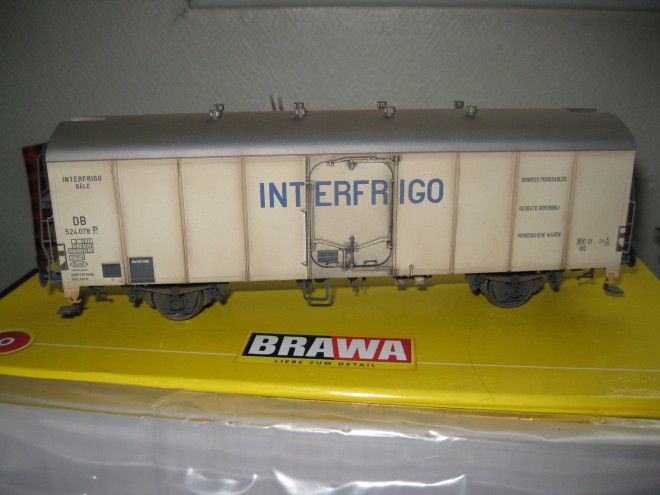 INTERFRIGO
BÂLE
DB
524 078
INTERFRIGO
DENREES PERISSABLES
DERRATE DEPERIBILI
VERDERBLICHE WAREN
BRAWA
LIEBE ZUM DETAIL